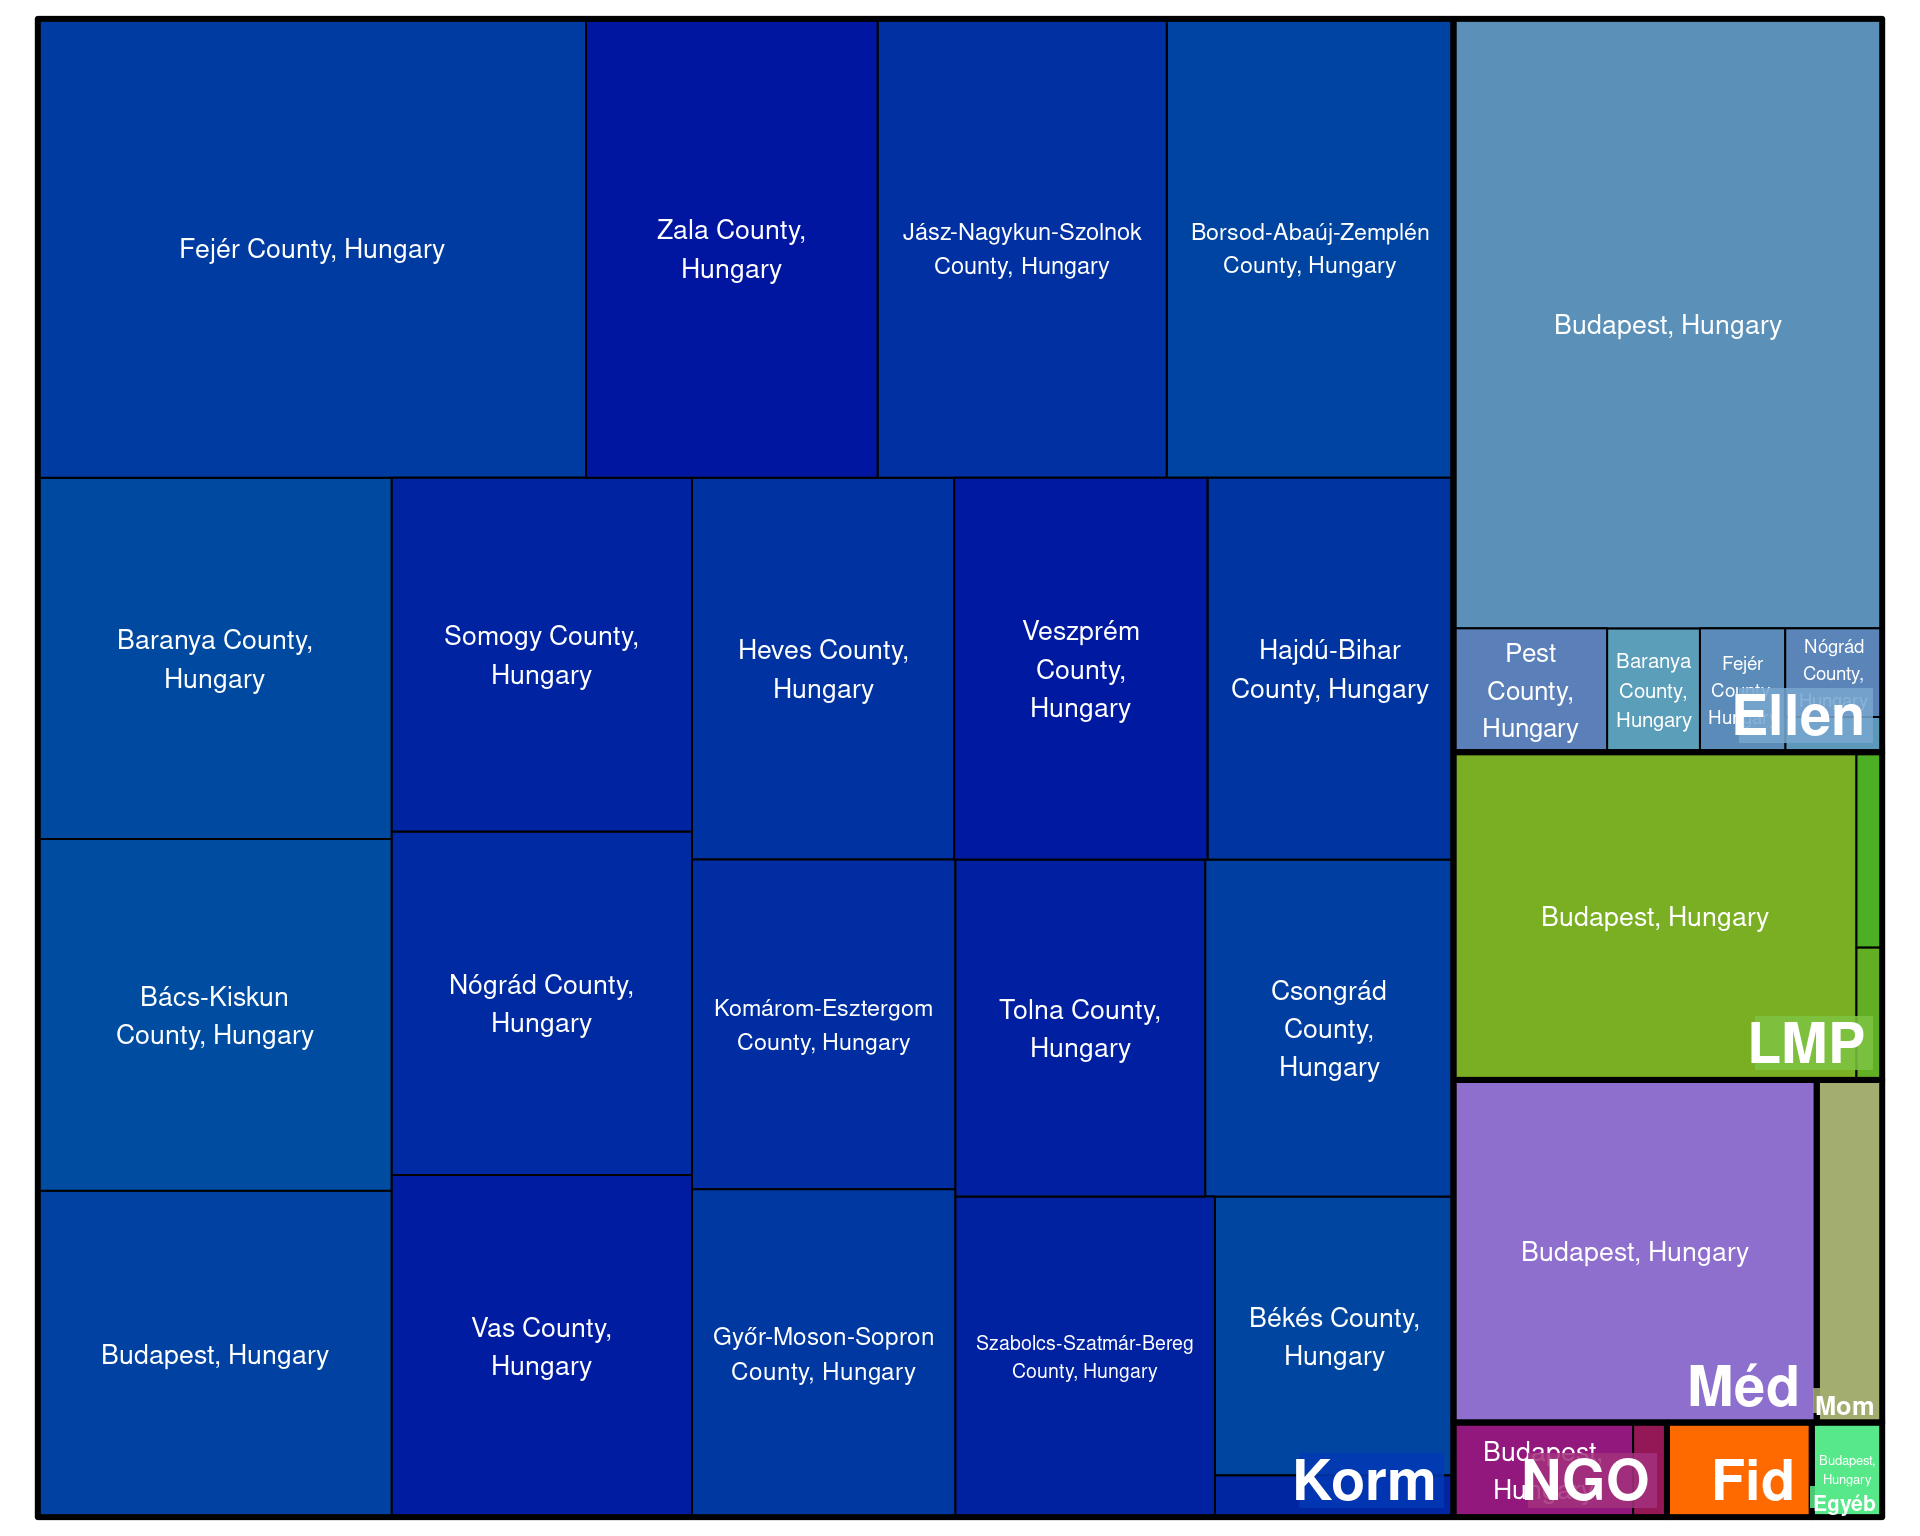 Fejér County, Hungary
Zala County,
Hungary
Jász-Nagykun-Szolnok
County, Hungary
Borsod-Abaúj-Zemplén
County, Hungary
Baranya County,
Hungary
Somogy County,
Hungary
Heves County,
Hungary
Veszprém
County,
Hungary
Hajdú-Bihar
County, Hungary
Bács-Kiskun
County, Hungary
Nógrád County,
Hungary
Komárom-Esztergom
County, Hungary
Tolna County,
Hungary
Csongrád
County,
Hungary
Budapest, Hungary
Vas County,
Hungary
Győr-Moson-Sopron
County, Hungary
Szabolcs-Szatmár-Bereg
County, Hungary
Békés County,
Hungary
Korm
Budapest, Hungary
Pest
County,
Hungary
Baranya
County,
Hungary
Fejér
County,
Hungary
Nógrád
County,
Hungary
Ellen
Budapest, Hungary
LMP
Budapest, Hungary
Méd
Mom
Budapest,
Hungary
NGO
Fid
Budapest,
Hungary
Egyéb